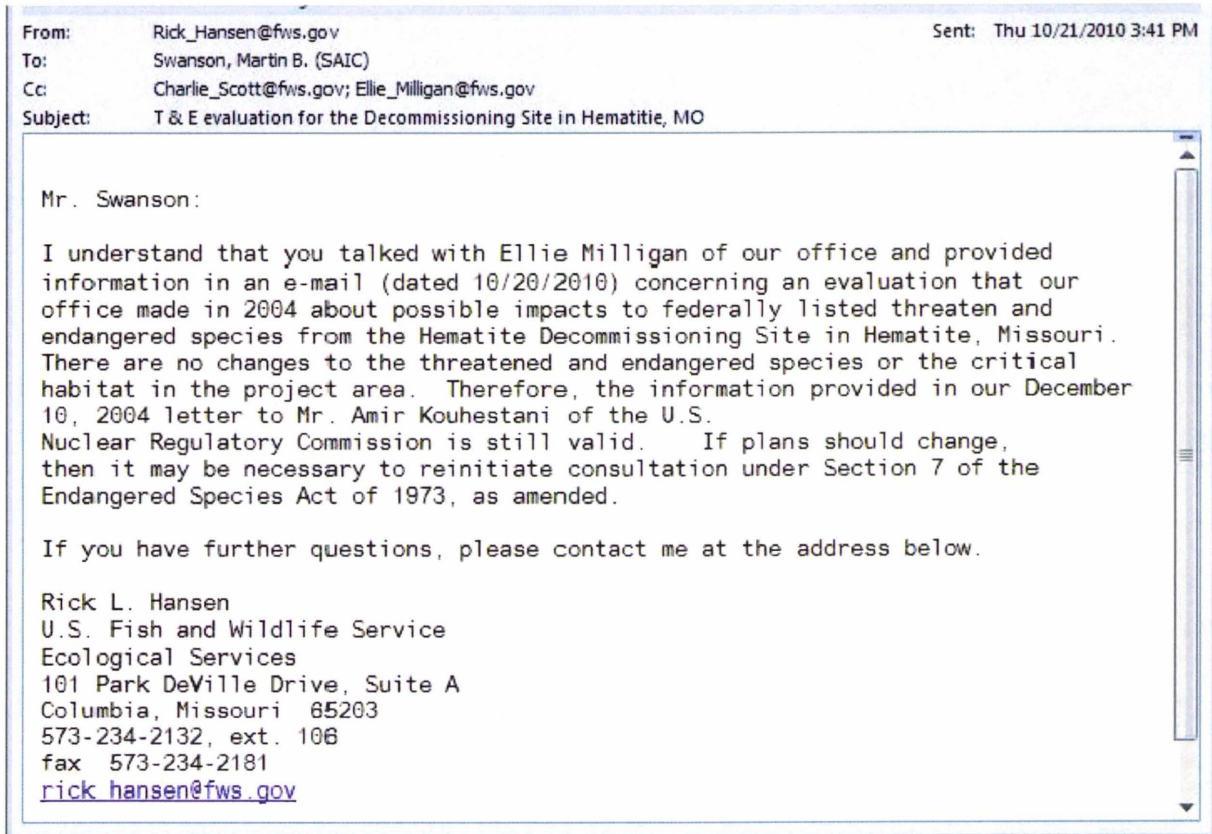 From: Rick_Hansen@fws.gov Sent: Thu 10/21/2010 3:41 PM
To: Swanson, Martin B. (SAIC)
Cc: Charlie_Scott@fws.gov; Ellie_Milligan@fws.gov
Subject: T & E evaluation for the Decommissioning Site in Hematitie, MO
Mr. Swanson:
I understand that you talked with Ellie Milligan of our office and provided
information in an e-mail (dated 10/20/2010) concerning an evaluation that our
office made in 2004 about possible impacts to federally listed threaten and
endangered species from the Hematite Decommissioning Site in Hematite, Missouri.
There are no changes to the threatened and endangered species or the critical
habitat in the project area. Therefore, the information provided in our December
10, 2004 letter to Mr. Amir Kouhestani of the U.S.
Nuclear Regulatory Commission is still valid. If plans should change,
then it may be necessary to reinitiate consultation under Section 7 of the
Endangered Species Act of 1973, as amended.
If you have further questions, please contact me at the address below.
Rick L. Hansen
U.S. Fish and Wildlife Service
Ecological Services
101 Park DeVille Drive, Suite A
Columbia, Missouri 65203
573-234-2132, ext. 106
fax 573-234-2181
rick_hansen@fws.gov